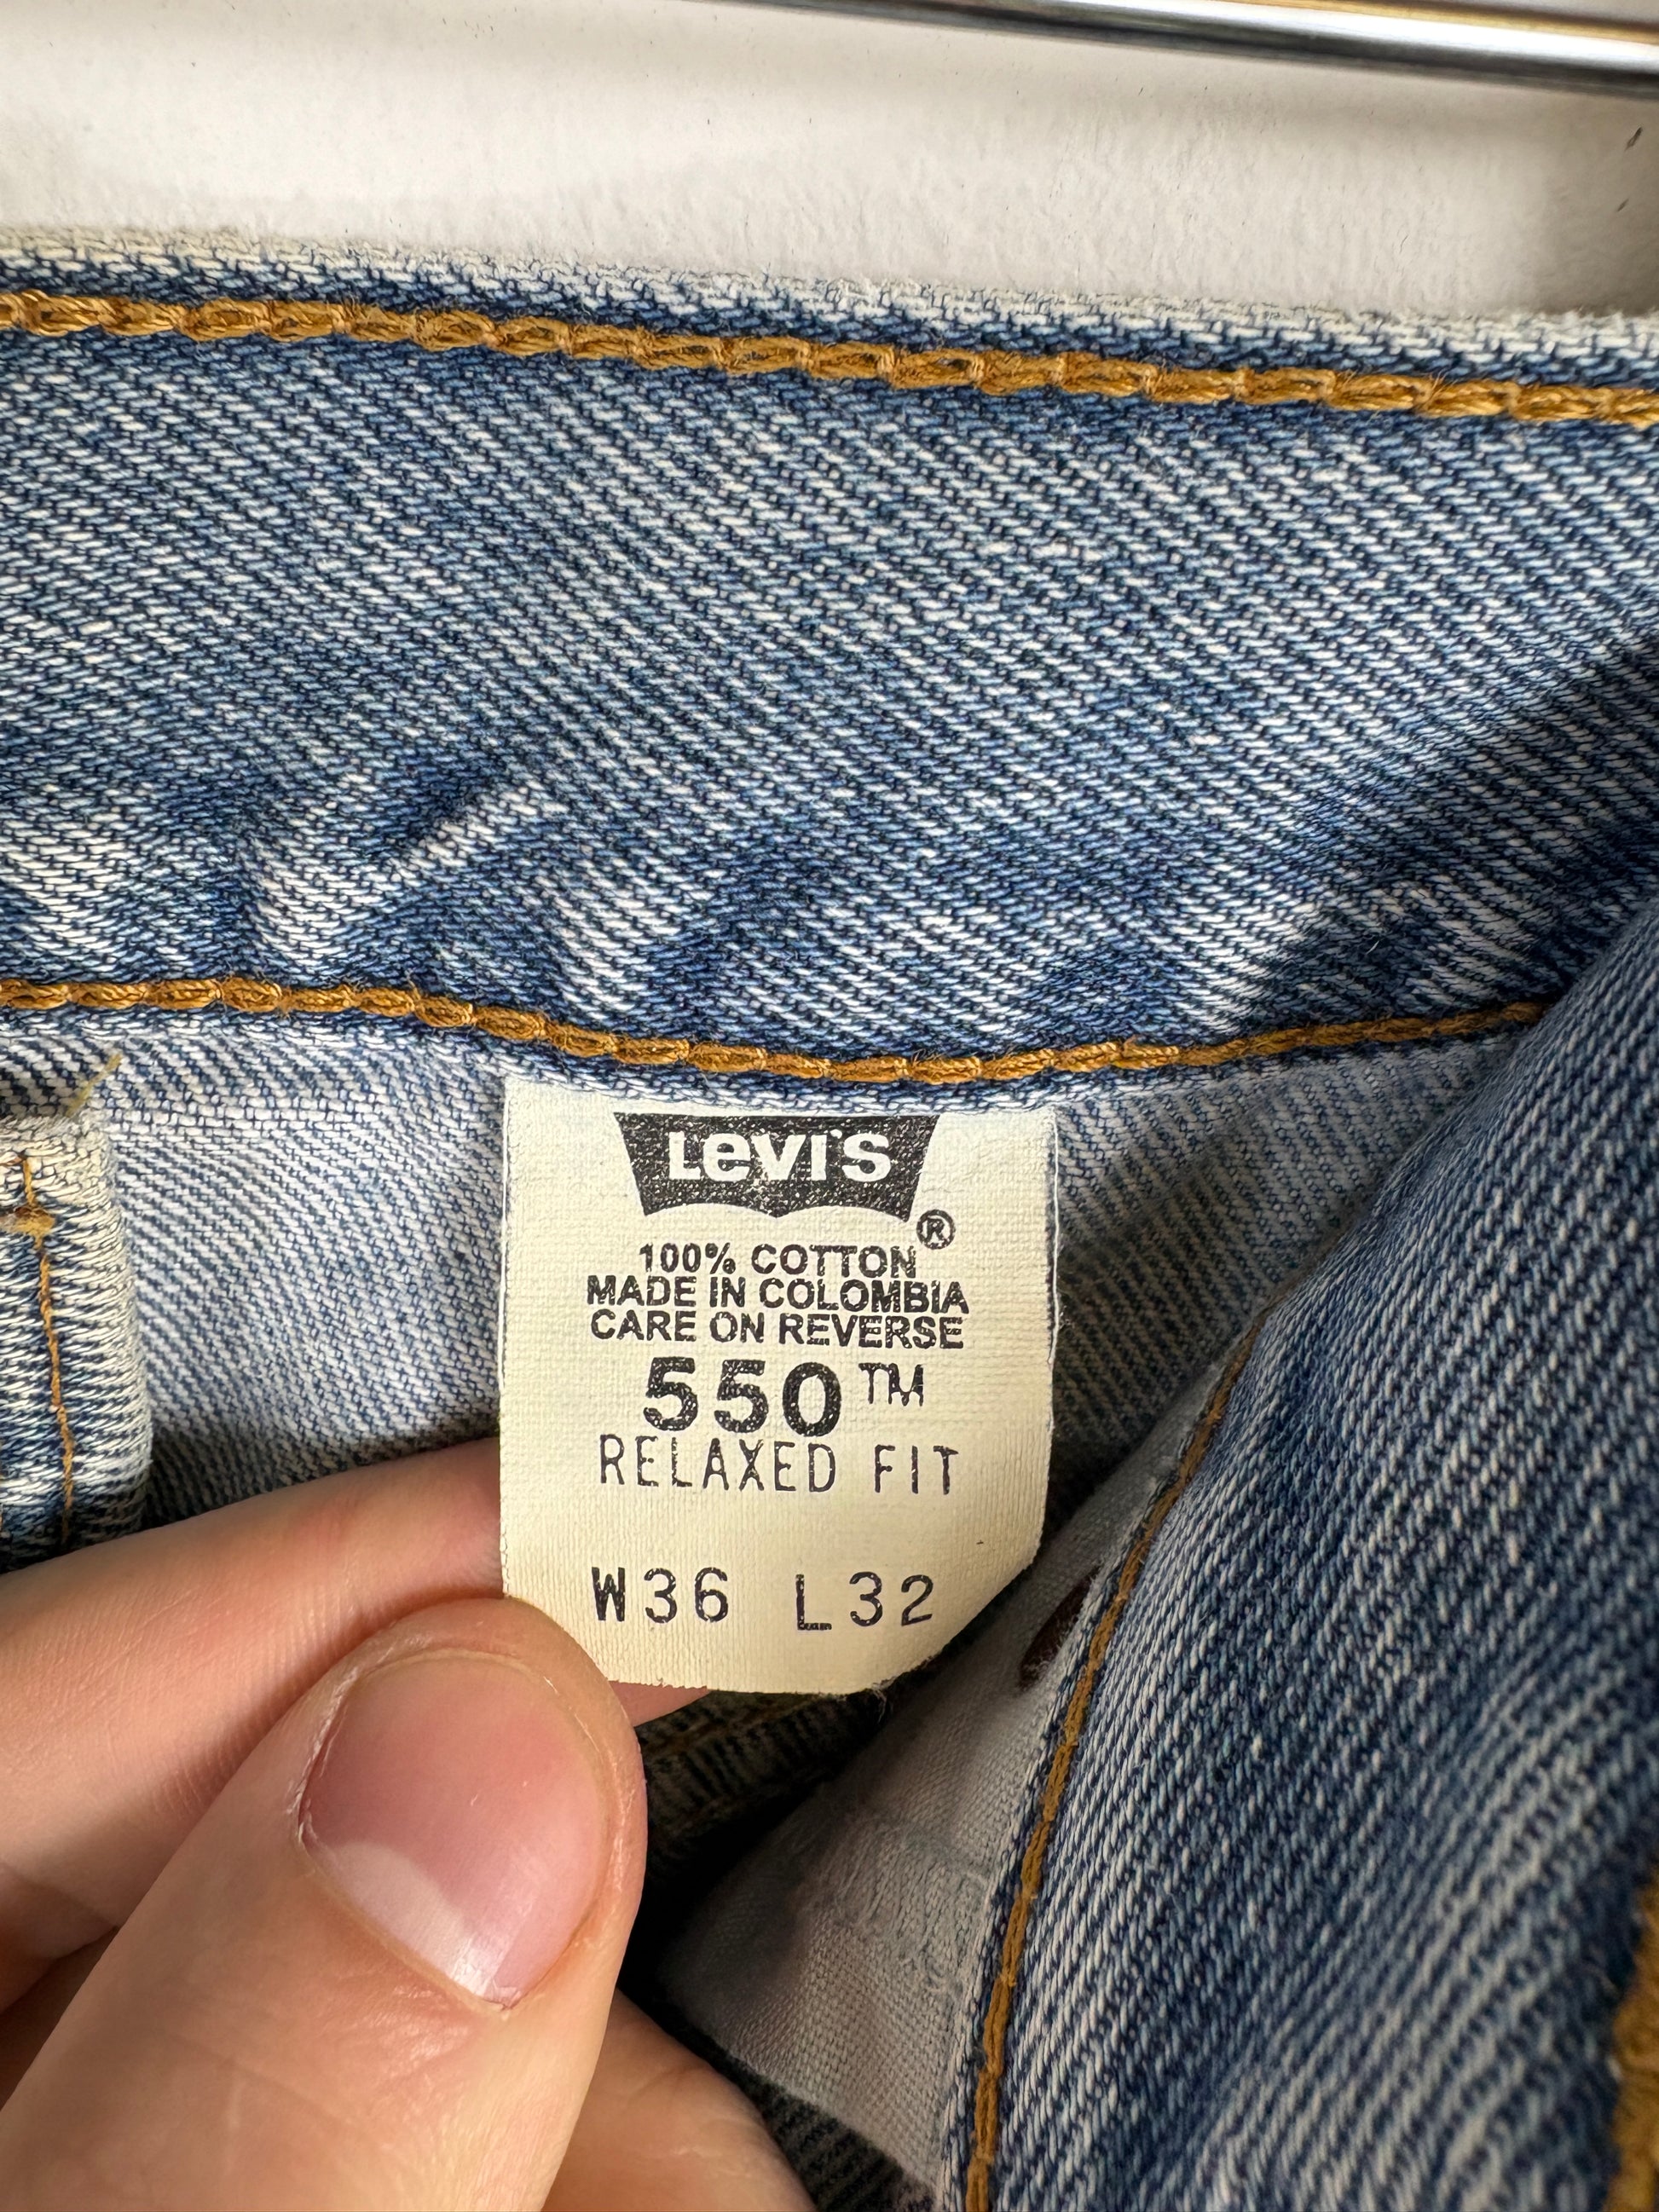 LEVI'S
®
100% COTTON
MADE IN COLOMBIA
CARE ON REVERSE
550™
RELAXED FIT
W36 L32